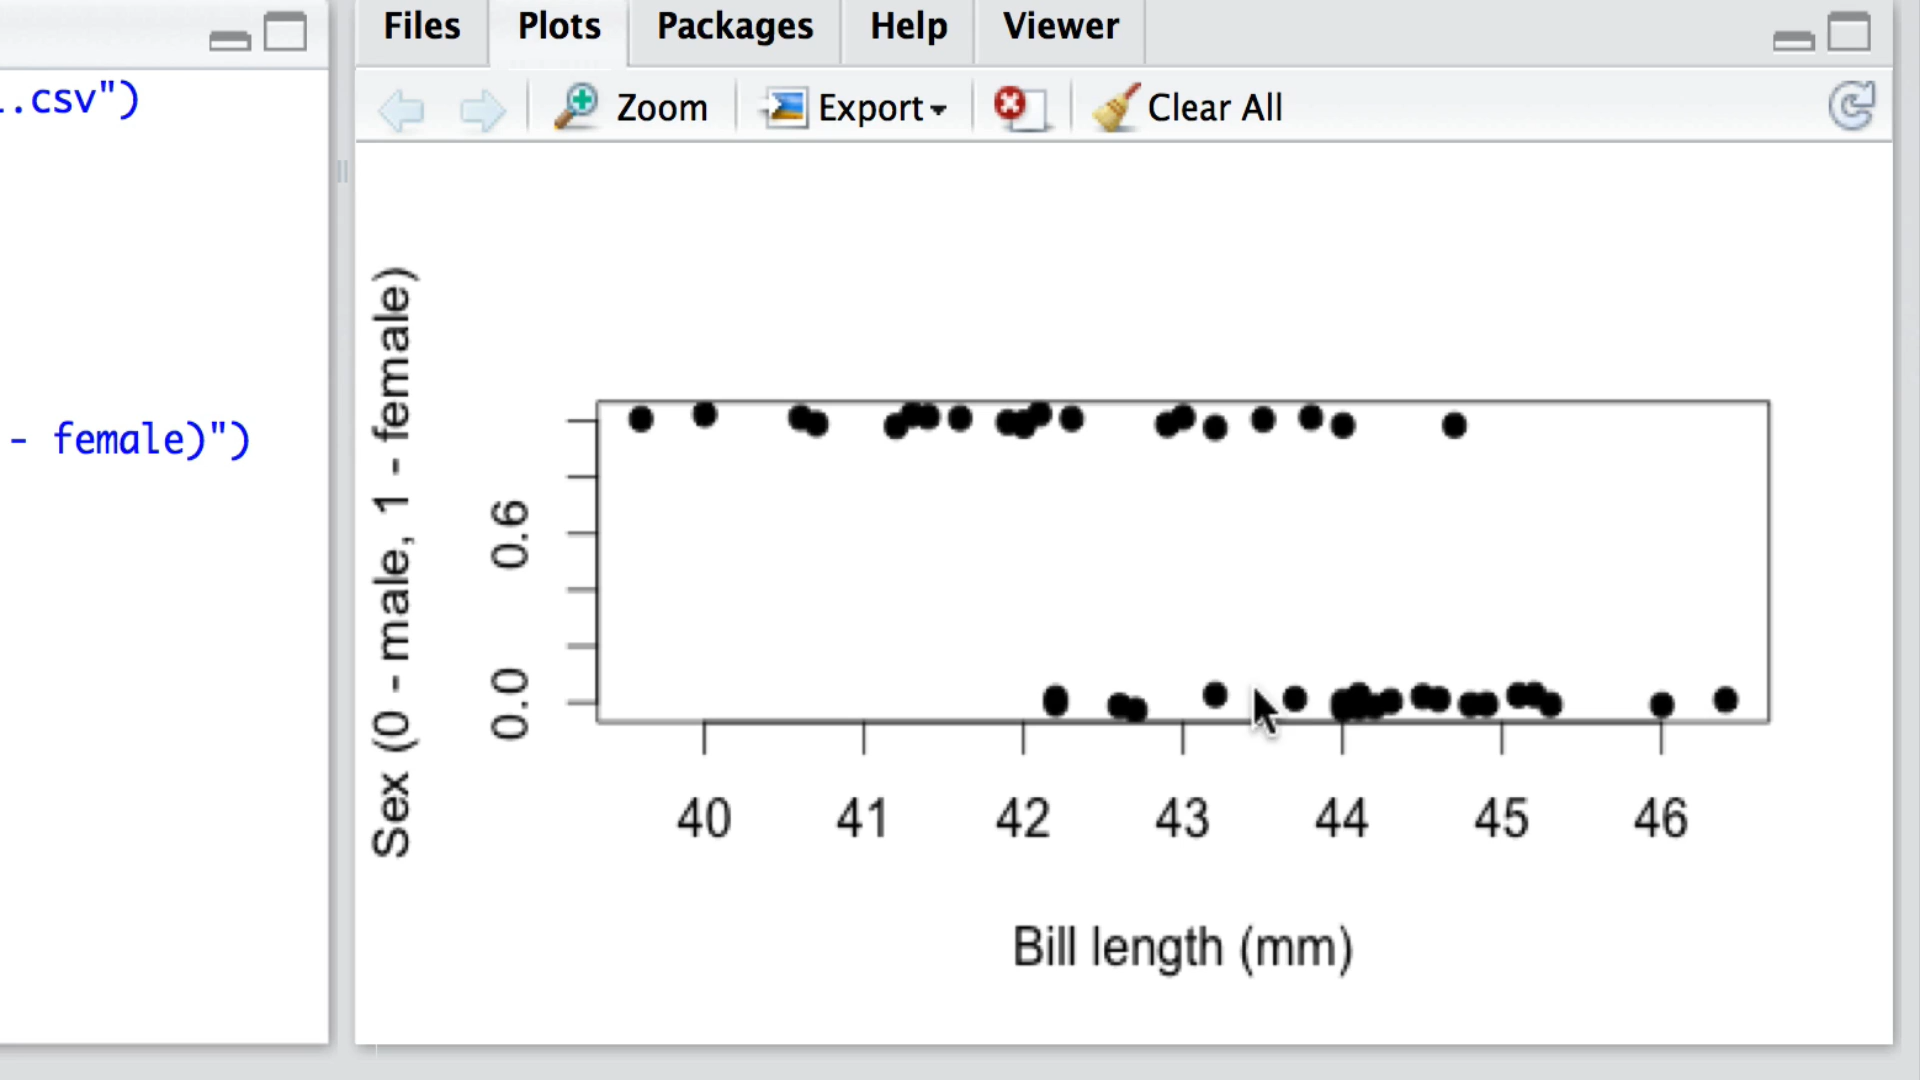 Files Plots Packages Help Viewer
Zoom Export Clear All
.csv")
- female)")
Sex (0 - male, 1 - female)
0.6
0.0
40 41 42 43 44 45 46
Bill length (mm)